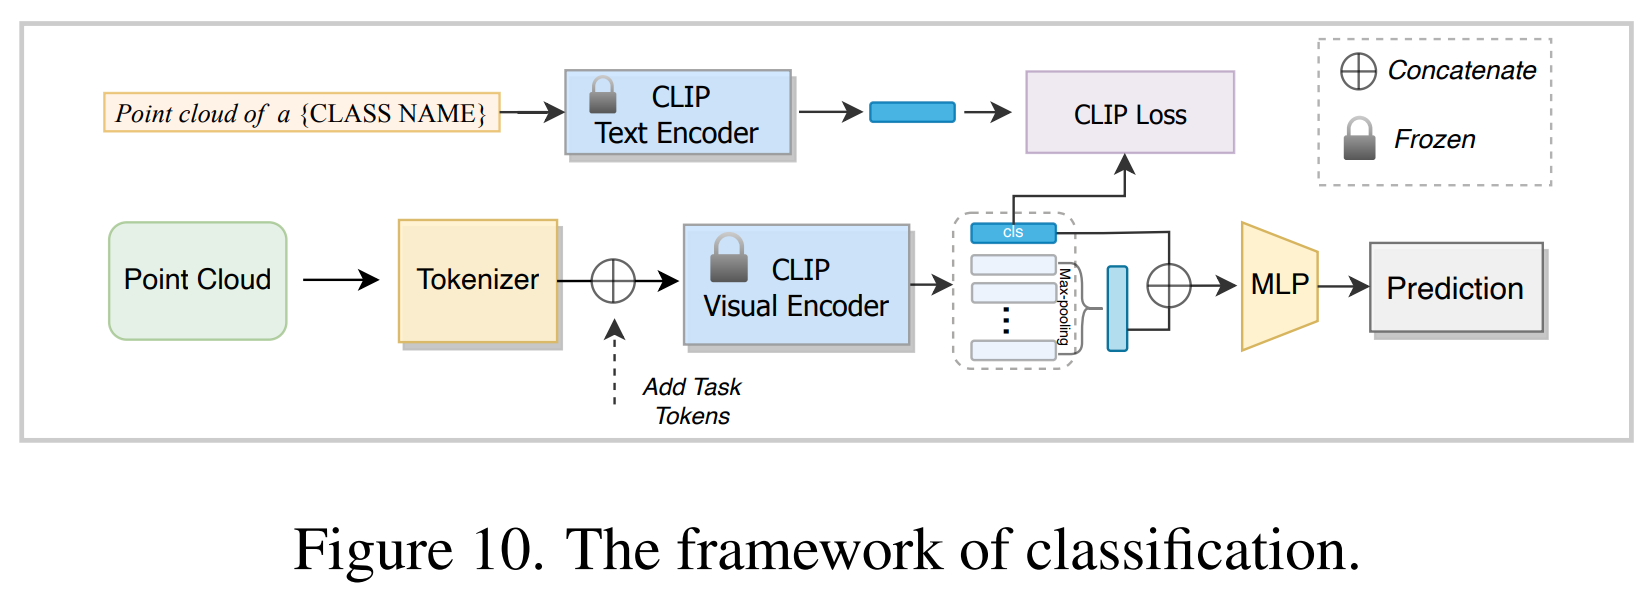 Point cloud of a {CLASS NAME}
CLIP
Text Encoder
CLIP Loss
Concatenate
Frozen
Point Cloud
Tokenizer
Add Task
Tokens
CLIP
Visual Encoder
cls
Max-pooling
MLP
Prediction
Figure 10. The framework of classification.